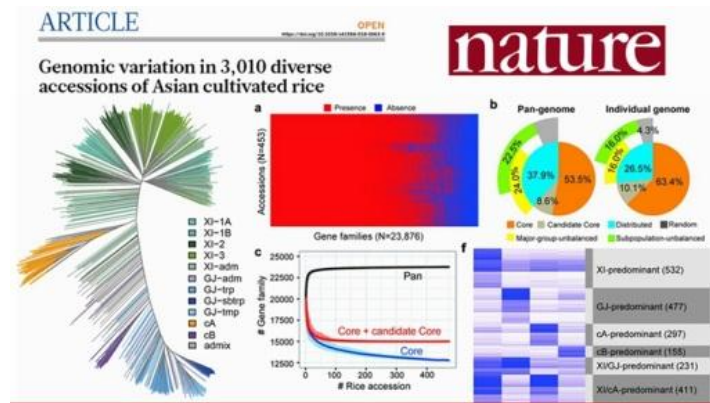 ARTICLE
OPEN
Genomic variation in 3,010 diverse
accessions of Asian cultivated rice
nature
XI-1A
XI-1B
XI-2
XI-3
XI-adm
GJ-adm
GJ-trp
GJ-sbtrp
GJ-tmp
cA
cB
admix
a
Presence
Absence
Accessions (N=453)
Gene families (N=23,876)
b
Pan-genome
Individual genome
22.5%
24.0%
37.9%
53.5%
8.6%
16.0%
16.0%
4.3%
26.5%
63.4%
10.1%
Core
Candidate Core
Distributed
Random
Major-group-unbalanced
Subpopulation-unbalanced
c
# Gene family
25000
22500
20000
17500
15000
12500
Pan
Core + candidate Core
Core
0
100
200
300
400
# Rice accession
f
XI-predominant (532)
GJ-predominant (477)
cA-predominant (297)
cB-predominant (155)
XI/GJ-predominant (231)
XI/cA-predominant (411)